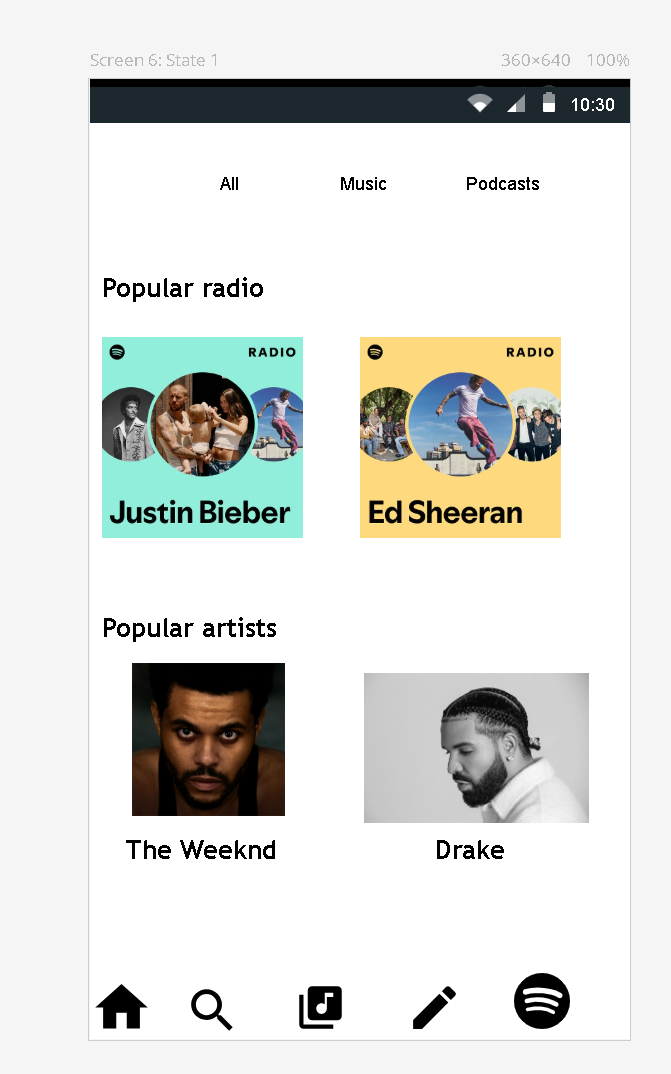 Screen 6: State 1 360×640 100%
10:30
All Music Podcasts
Popular radio
RADIO RADIO
Justin Bieber Ed Sheeran
Popular artists
The Weeknd Drake